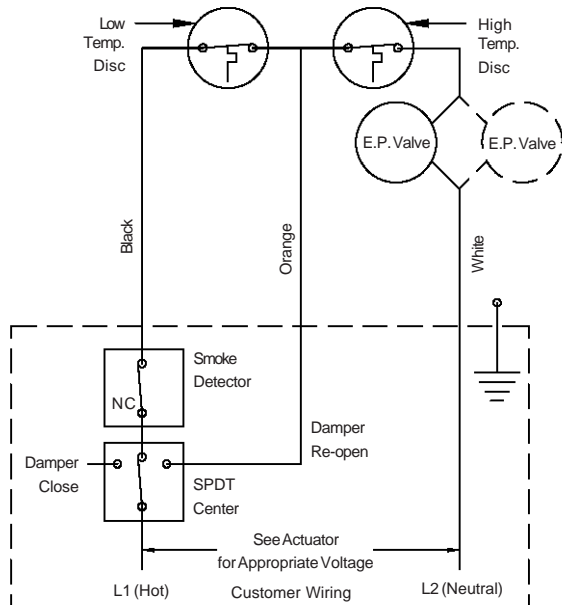 Low
Temp.
Disc
High
Temp.
Disc
E.P. Valve
E.P. Valve
Black
Orange
White
Smoke
Detector
NC
Damper
Re-open
Damper
Close
SPDT
Center
See Actuator
for Appropriate Voltage
L1 (Hot)
Customer Wiring
L2 (Neutral)